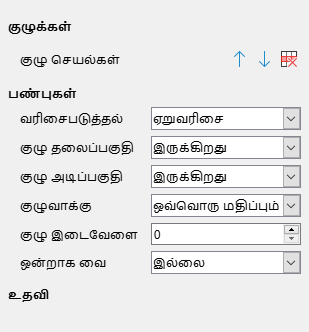 குழுக்கள்
குழு செயல்கள்
பண்புகள்
வரிசைபடுத்தல் ஏறுவரிசை
குழு தலைப்பகுதி இருக்கிறது
குழு அடிப்பகுதி இருக்கிறது
குழுவாக்கு ஒவ்வொரு மதிப்பும்
குழு இடைவேளை 0
ஒன்றாக வை இல்லை
உதவி